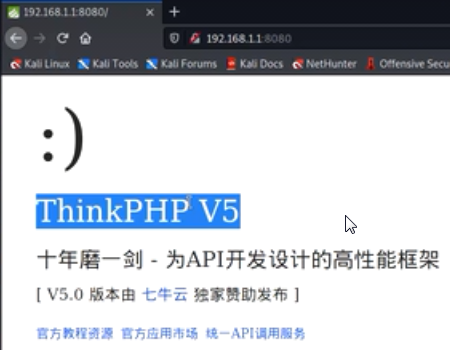 192.168.1.1:8080/
192.168.1.1:8080
Kali Linux Kali Tools Kali Forums Kali Docs NetHunter Offensive Secu
:)
ThinkPHP V5
十年磨一剑 - 为API开发设计的高性能框架
[ V5.0 版本由 七牛云 独家赞助发布 ]
官方教程资源 官方应用市场 统一API调用服务